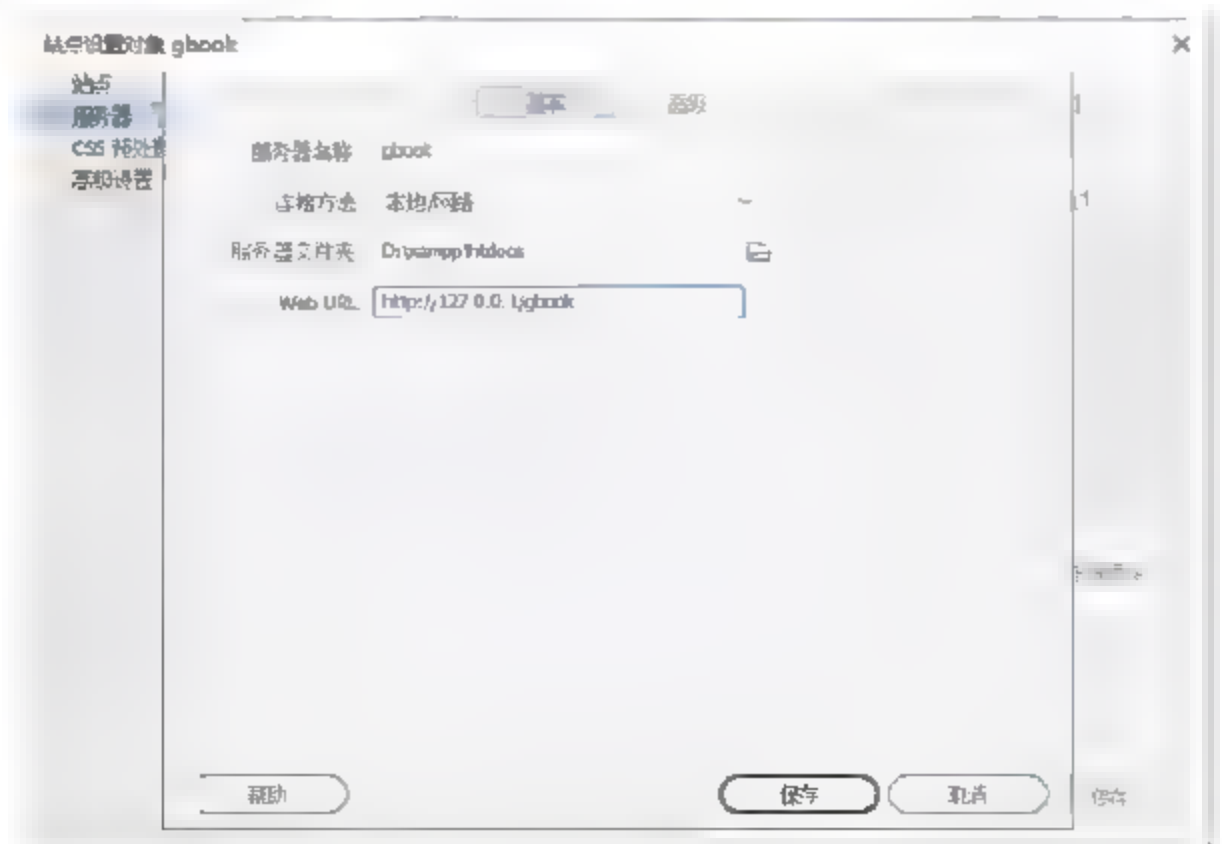 站点设置对象 gbook
站点
服务器
CSS 预处理
高级设置
基本
高级
服务器名称 gbook
连接方法 本地/网络
服务器文件夹 D:\xampp\htdocs
Web URL http://127.0.0.1/gbook
帮助
保存
取消
保存